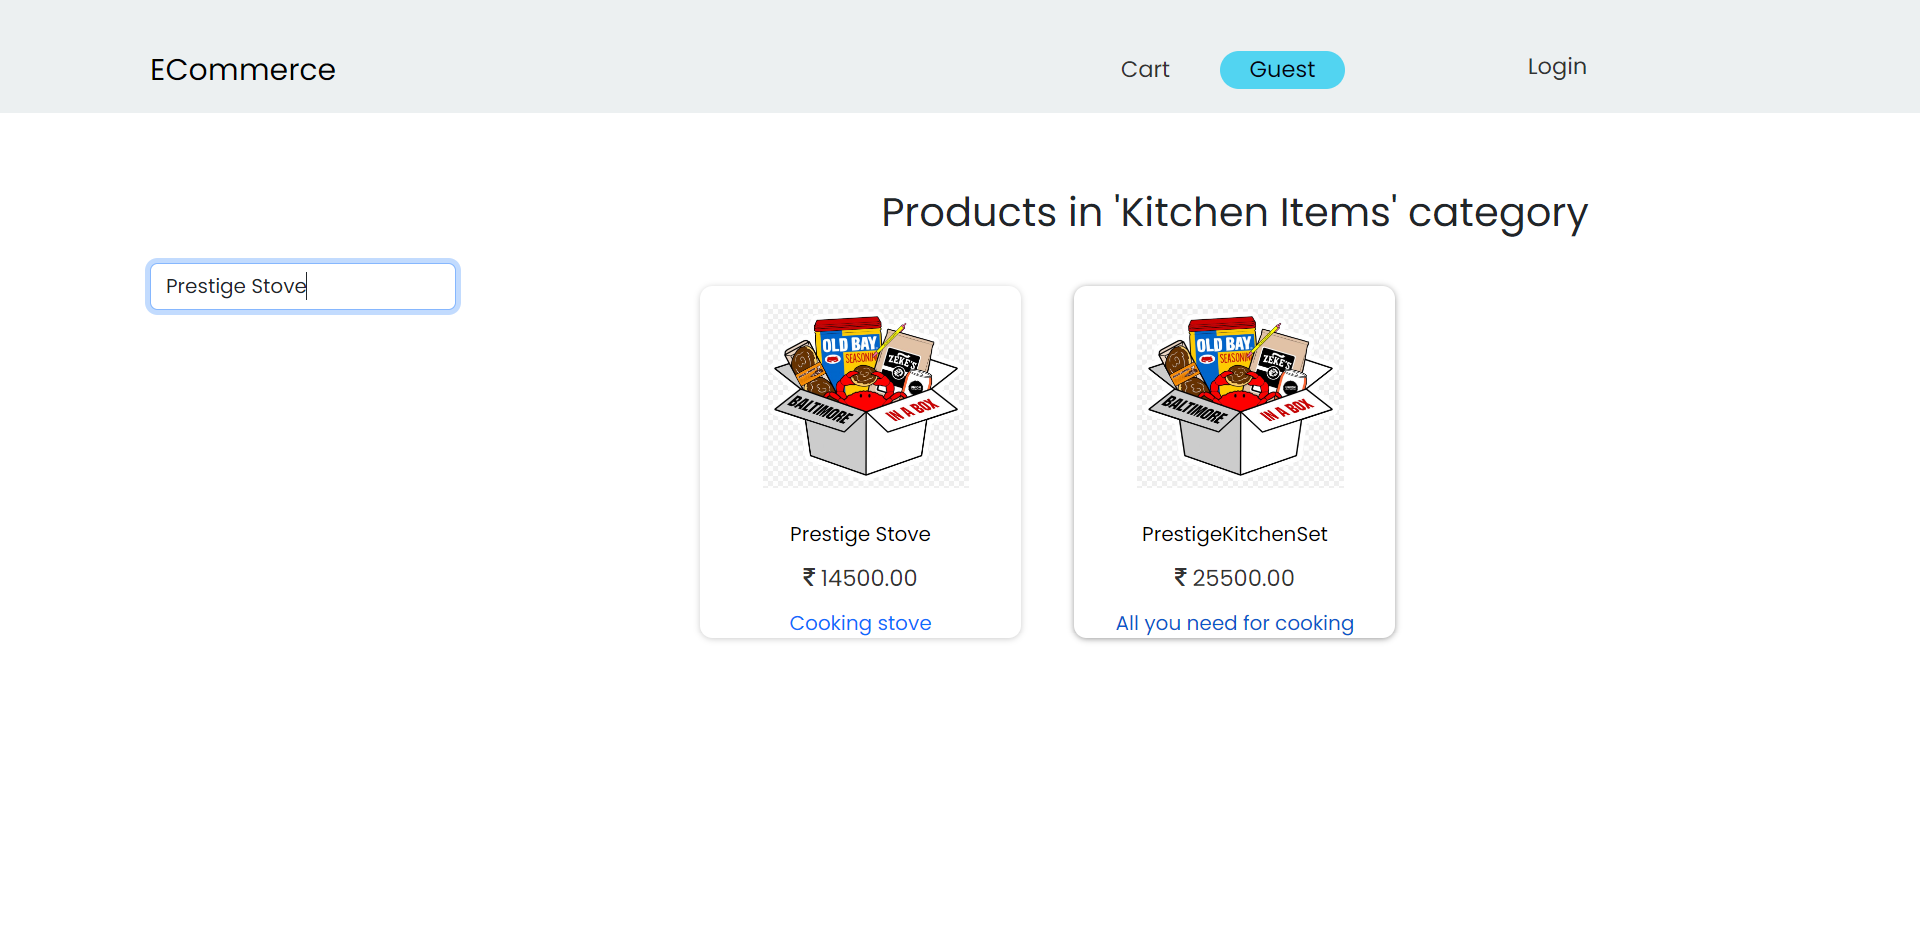 ECommerce
Cart
Guest
Login
Products in 'Kitchen Items' category
Prestige Stove
OLD BAY
SEASONING
ZEKE'S
BALTIMORE
IN A BOX
Prestige Stove
₹ 14500.00
Cooking stove
OLD BAY
SEASONING
ZEKE'S
BALTIMORE
IN A BOX
PrestigeKitchenSet
₹ 25500.00
All you need for cooking